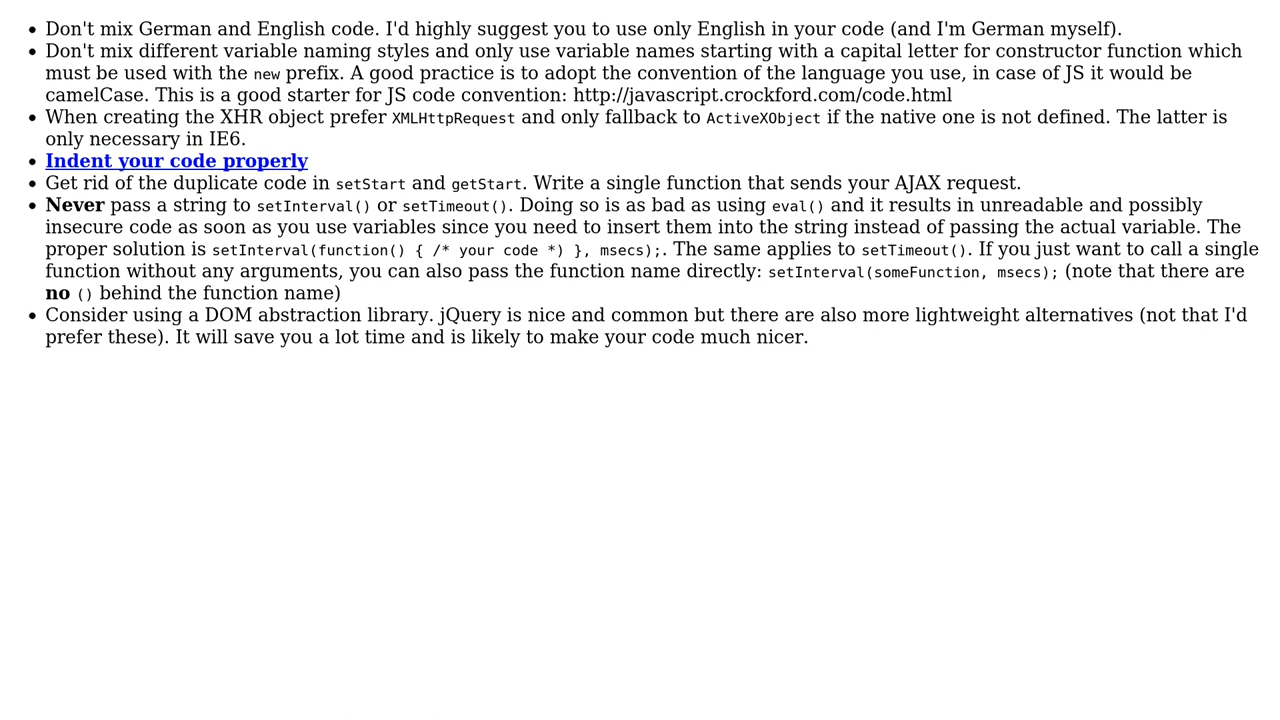 • Don't mix German and English code. I'd highly suggest you to use only English in your code (and I'm German myself).
• Don't mix different variable naming styles and only use variable names starting with a capital letter for constructor function which
must be used with the new prefix. A good practice is to adopt the convention of the language you use, in case of JS it would be
camelCase. This is a good starter for JS code convention: http://javascript.crockford.com/code.html
• When creating the XHR object prefer XMLHttpRequest and only fallback to ActiveXObject if the native one is not defined. The latter is
only necessary in IE6.
• Indent your code properly
• Get rid of the duplicate code in setStart and getStart. Write a single function that sends your AJAX request.
• Never pass a string to setInterval() or setTimeout(). Doing so is as bad as using eval() and it results in unreadable and possibly
insecure code as soon as you use variables since you need to insert them into the string instead of passing the actual variable. The
proper solution is setInterval(function() { /* your code *) }, msecs);. The same applies to setTimeout(). If you just want to call a single
function without any arguments, you can also pass the function name directly: setInterval(someFunction, msecs); (note that there are
no () behind the function name)
• Consider using a DOM abstraction library. jQuery is nice and common but there are also more lightweight alternatives (not that I'd
prefer these). It will save you a lot time and is likely to make your code much nicer.